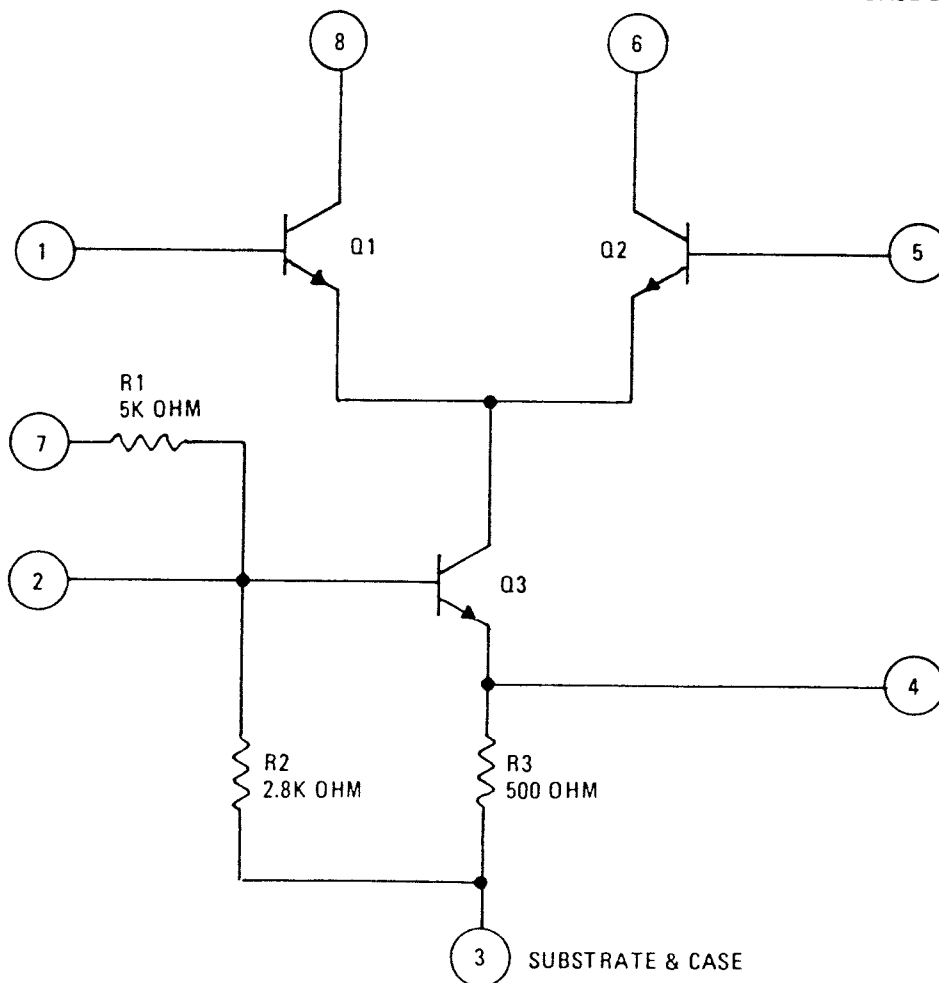 8
6
1
Q1
Q2
5
R1
5K OHM
7
2
Q3
4
R2
2.8K OHM
R3
500 OHM
3
SUBSTRATE & CASE